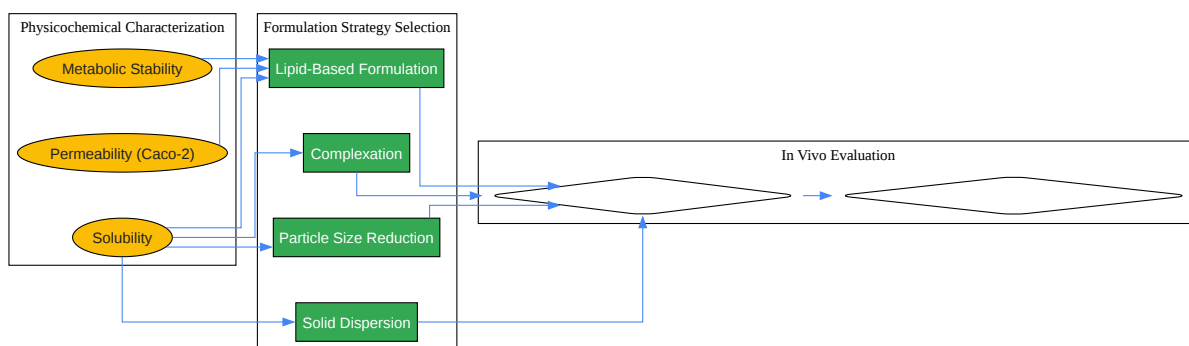 Physicochemical Characterization
Metabolic Stability
Permeability (Caco-2)
Solubility
Formulation Strategy Selection
Lipid-Based Formulation
Complexation
Particle Size Reduction
Solid Dispersion
In Vivo Evaluation